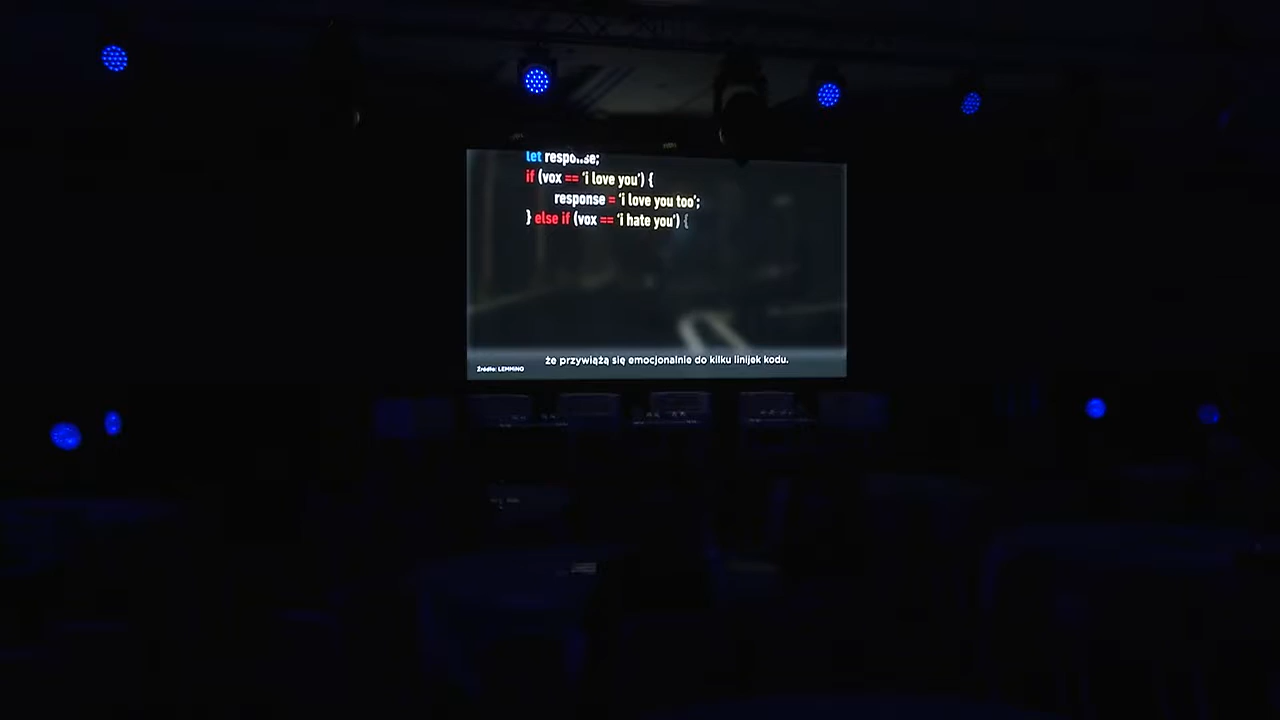 let response;
if (vox == 'i love you') {
response = 'i love you too';
} else if (vox == 'i hate you') {
że przywiążą się emocjonalnie do kilku linijek kodu.
Źródło: LEMMiNO